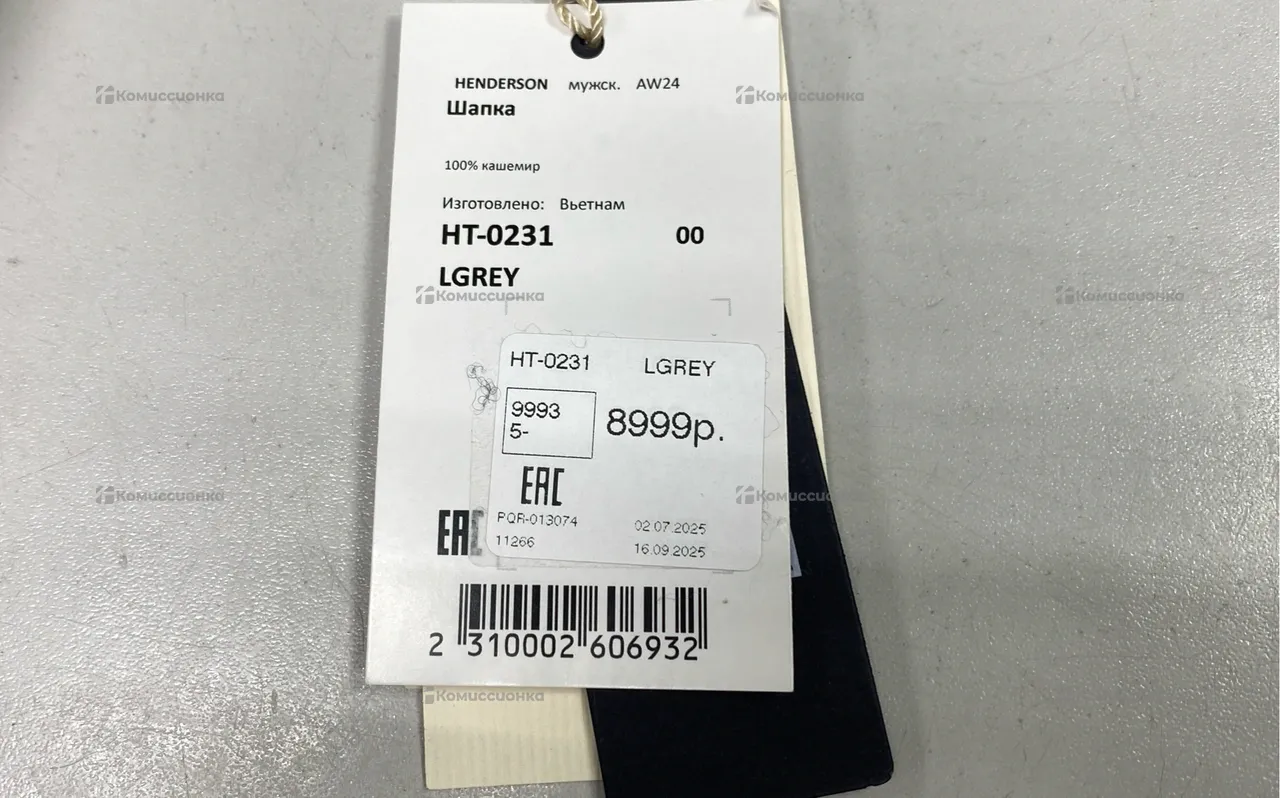 HENDERSON мужск. AW24
Шапка
100% кашемир
Изготовлено: Вьетнам
HT-0231 00
LGREY
HT-0231 LGREY
9993
5-
8999р.
EAC
PQR-013074 02.07.2025
11266 16.09.2025
EAC
2 310002 606932
Комиссионка
Комиссионка
Комиссионка
Комиссионка
Комиссионка
Комиссионка
Комиссионка